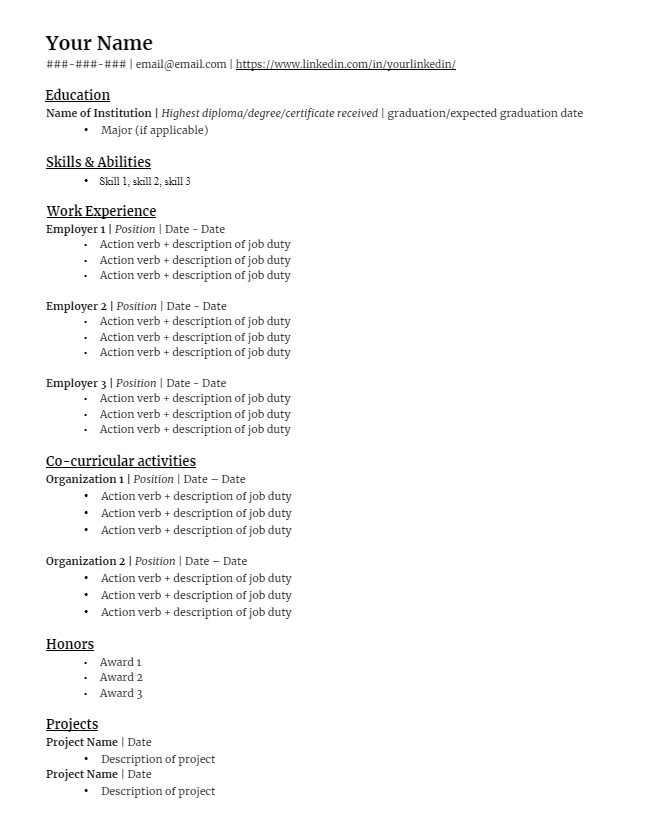 Your Name
###-###-### | email@email.com | https://www.linkedin.com/in/yourlinkedin/
Education
Name of Institution | Highest diploma/degree/certificate received | graduation/expected graduation date
• Major (if applicable)
Skills & Abilities
• Skill 1, skill 2, skill 3
Work Experience
Employer 1 | Position | Date - Date
• Action verb + description of job duty
• Action verb + description of job duty
• Action verb + description of job duty
Employer 2 | Position | Date - Date
• Action verb + description of job duty
• Action verb + description of job duty
• Action verb + description of job duty
Employer 3 | Position | Date - Date
• Action verb + description of job duty
• Action verb + description of job duty
• Action verb + description of job duty
Co-curricular activities
Organization 1 | Position | Date – Date
• Action verb + description of job duty
• Action verb + description of job duty
• Action verb + description of job duty
Organization 2 | Position | Date – Date
• Action verb + description of job duty
• Action verb + description of job duty
• Action verb + description of job duty
Honors
• Award 1
• Award 2
• Award 3
Projects
Project Name | Date
• Description of project
Project Name | Date
• Description of project